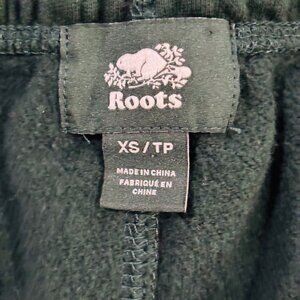 Roots
XS / TP
MADE IN CHINA
FABRIQUÉ EN
CHINE